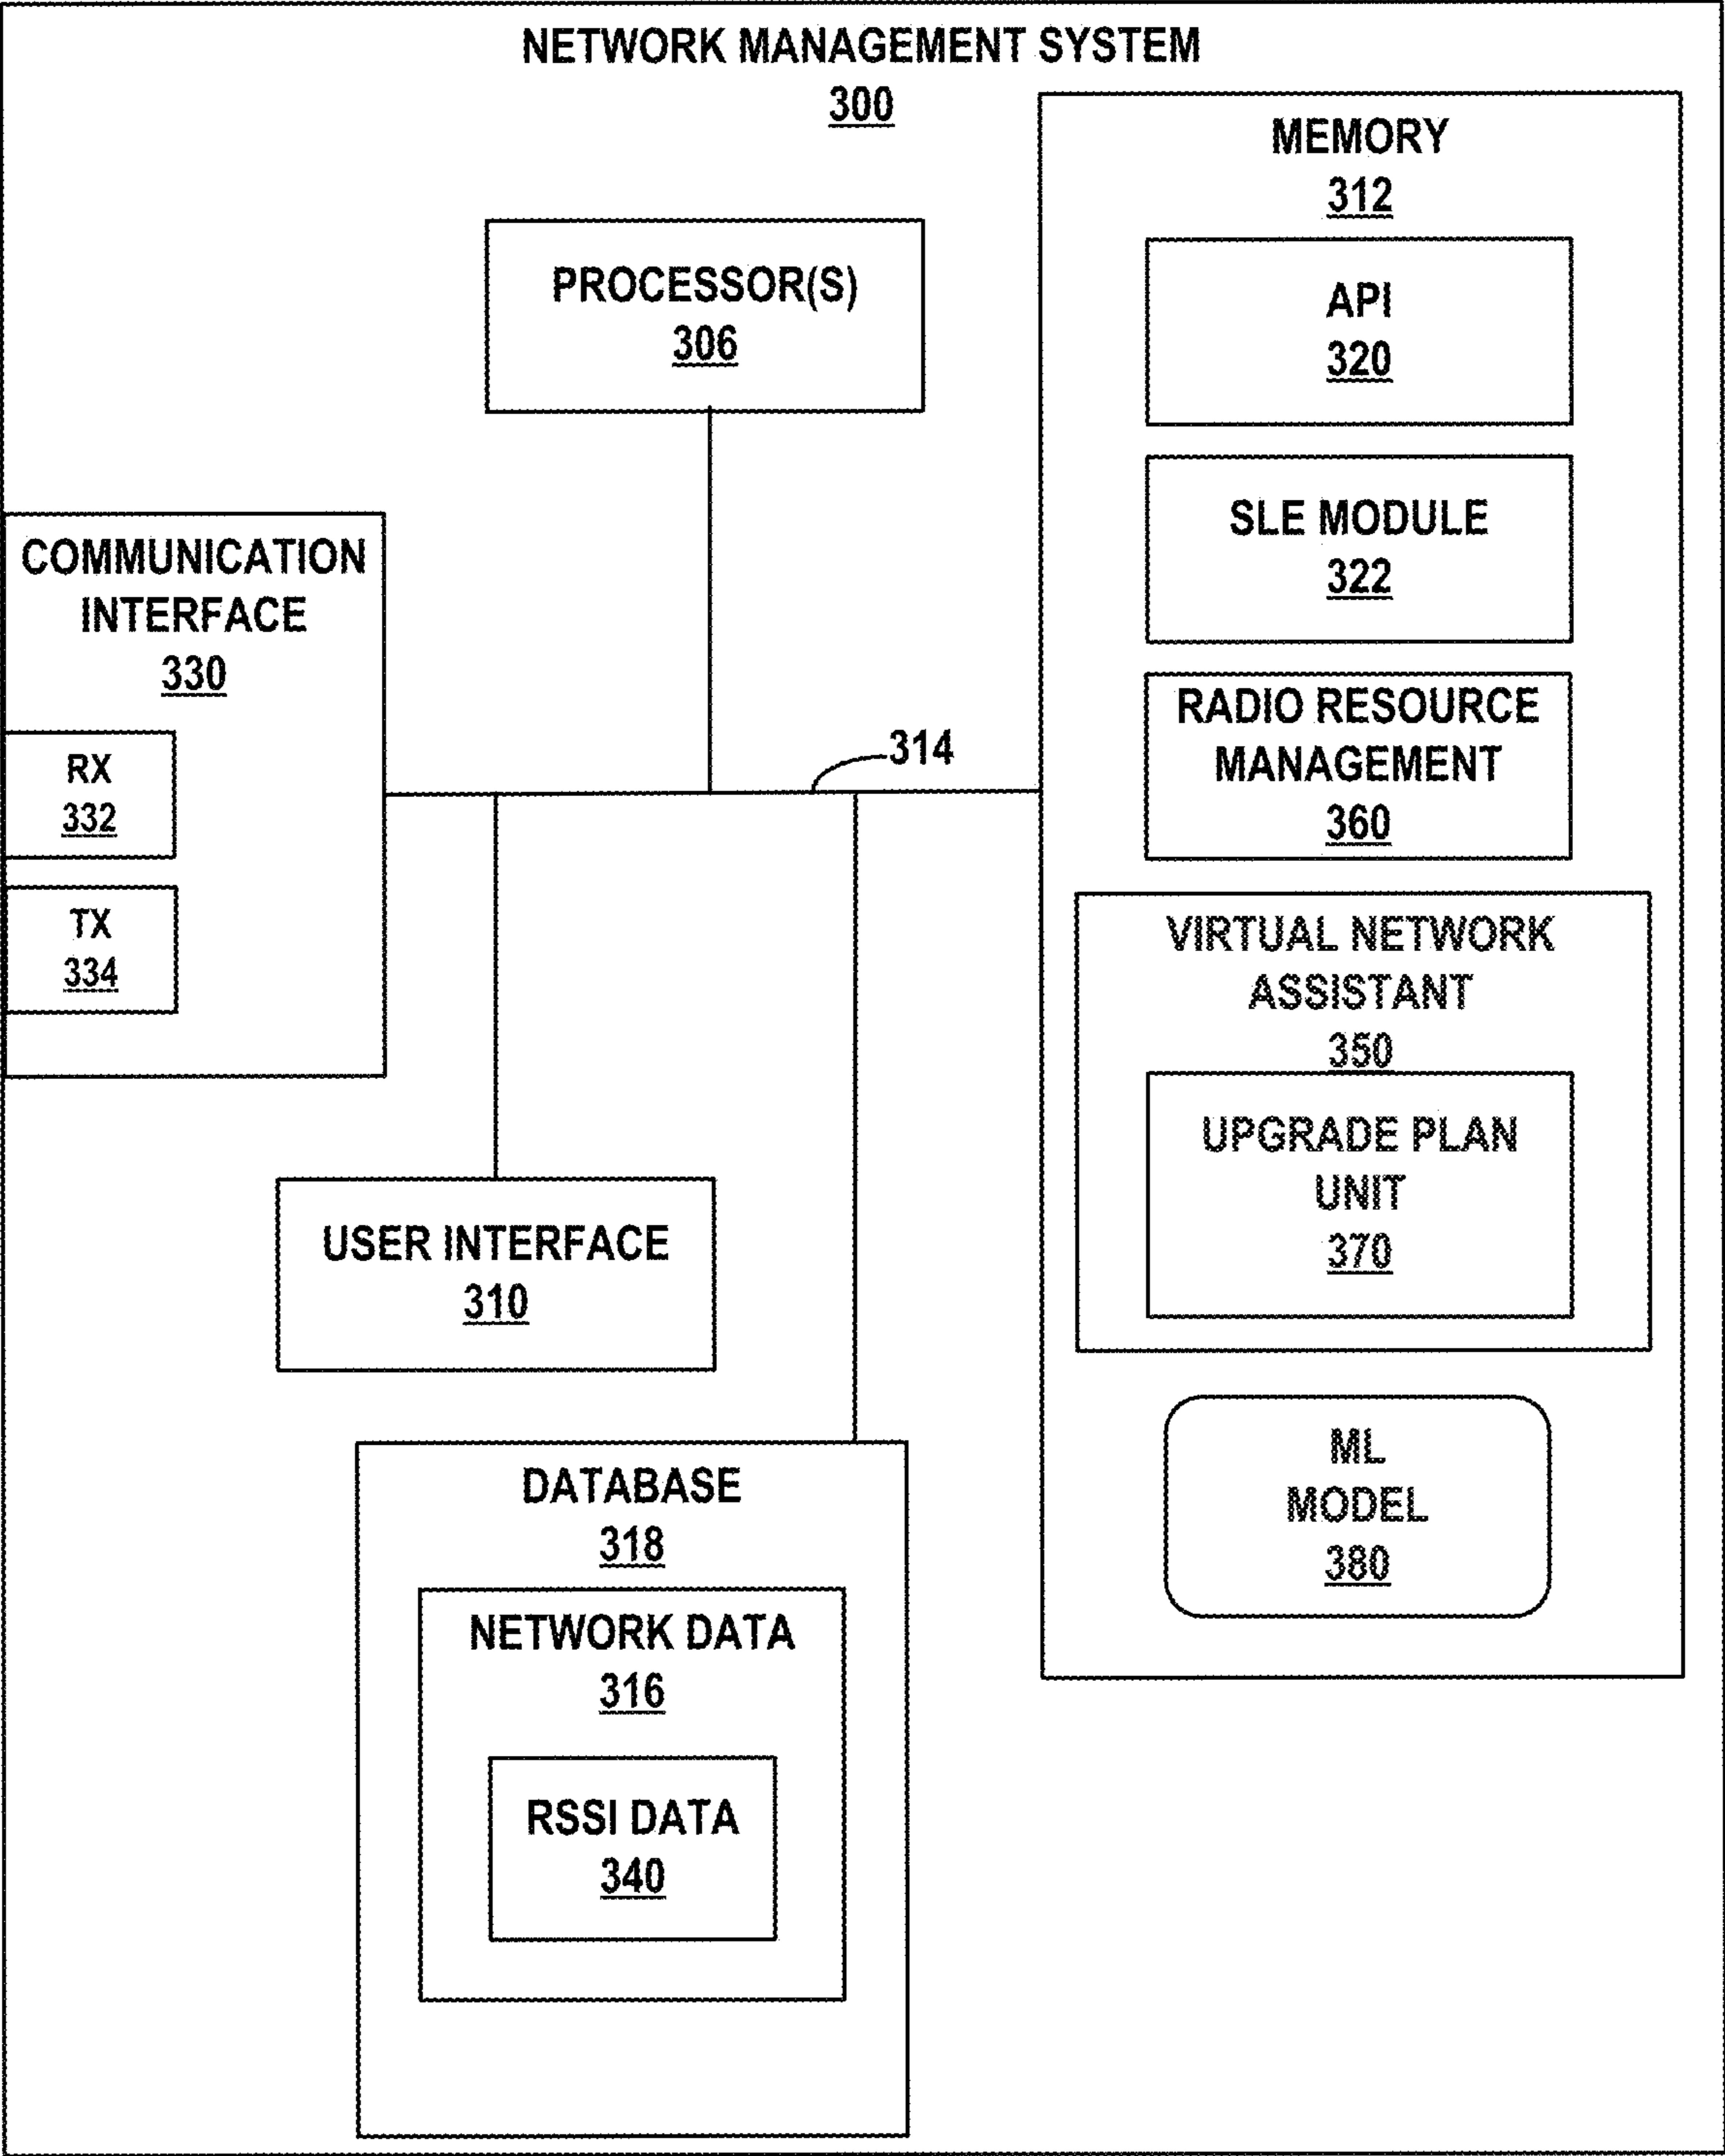 NETWORK MANAGEMENT SYSTEM
300
PROCESSOR(S)
306
COMMUNICATION
INTERFACE
330
RX
332
TX
334
314
USER INTERFACE
310
DATABASE
318
NETWORK DATA
316
RSSI DATA
340
MEMORY
312
API
320
SLE MODULE
322
RADIO RESOURCE
MANAGEMENT
360
VIRTUAL NETWORK
ASSISTANT
350
UPGRADE PLAN
UNIT
370
ML
MODEL
380